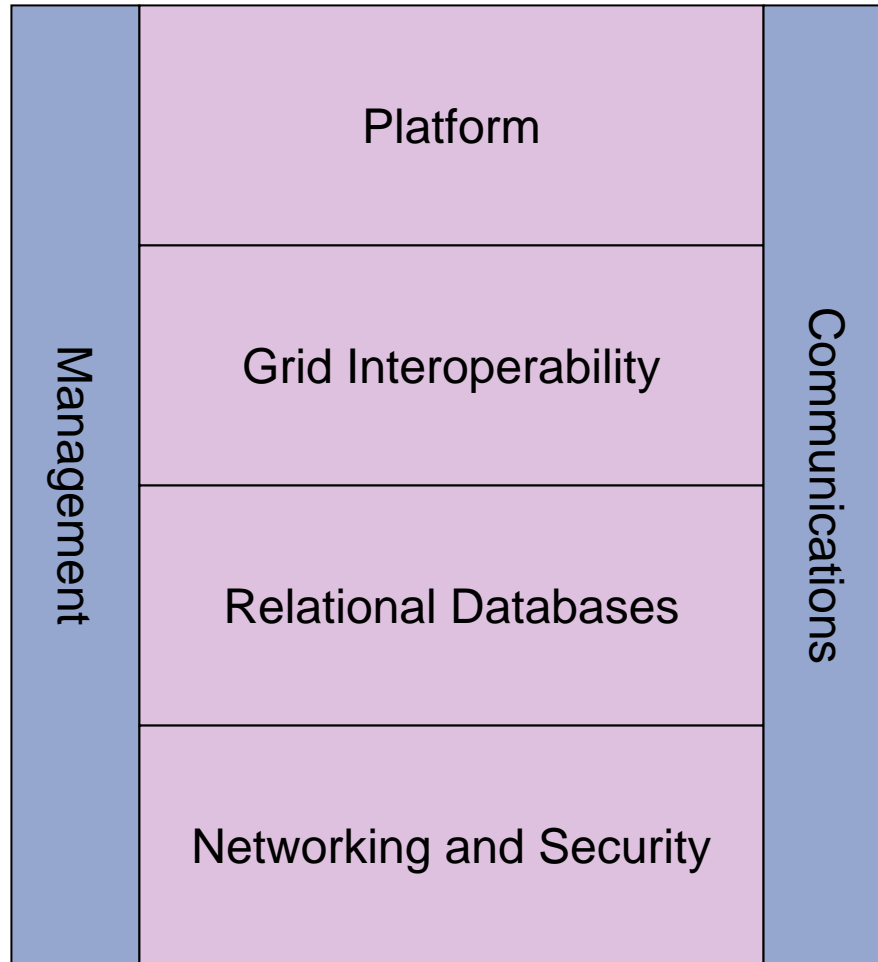 Platform
Management
Grid Interoperability
Communications
Relational Databases
Networking and Security